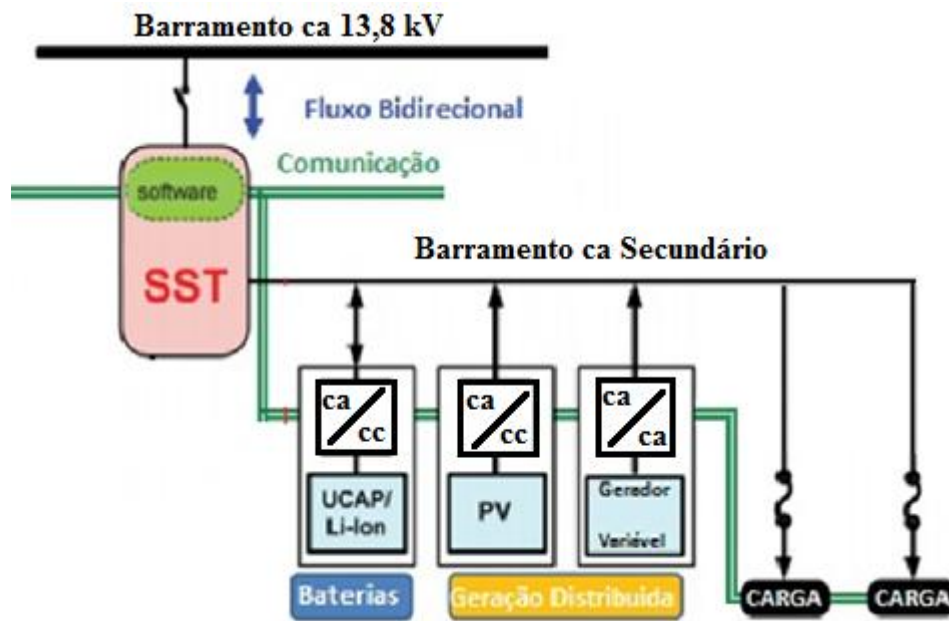 Barramento ca 13,8 kV
Fluxo Bidirecional
Comunicação
software
SST
Barramento ca Secundário
ca
cc
ca
cc
ca
ca
UCAP/
Li-Ion
PV
Gerador
Variável
Baterias
Geração Distribuida
CARGA
CARGA